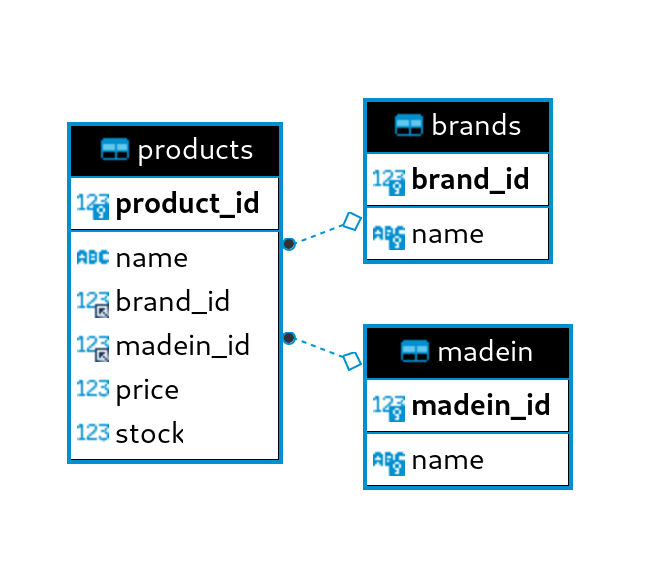 products
123 product_id
ABC name
123 brand_id
123 madein_id
123 price
123 stock
brands
123 brand_id
ABC name
madein
123 madein_id
ABC name